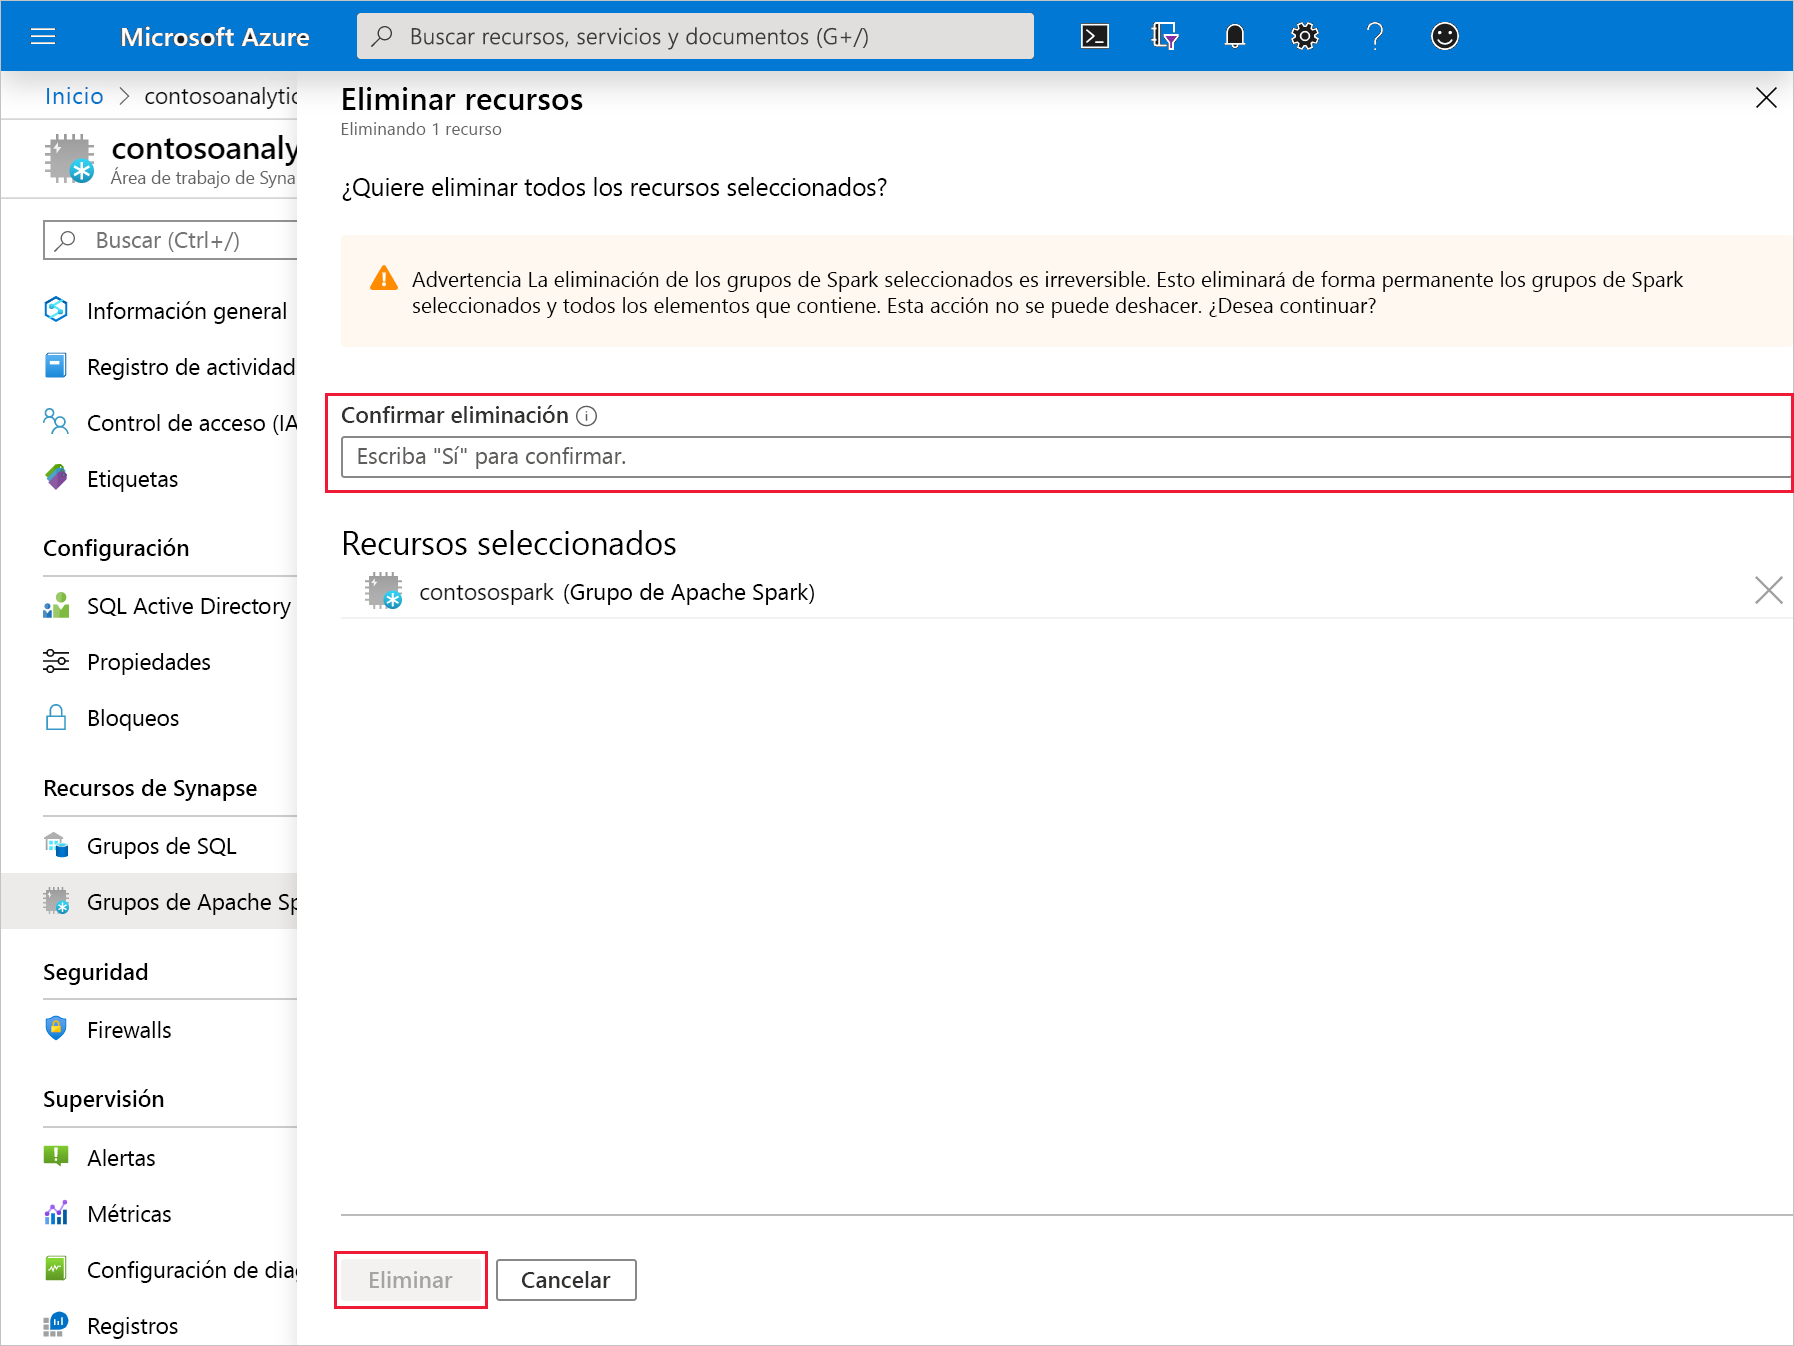 Microsoft Azure
Buscar recursos, servicios y documentos (G+/)
Inicio > contosoanalytic
contosoanaly
Área de trabajo de Syna
Buscar (Ctrl+/)
Información general
Registro de actividad
Control de acceso (IA
Etiquetas
Configuración
SQL Active Directory
Propiedades
Bloqueos
Recursos de Synapse
Grupos de SQL
Grupos de Apache Sp
Seguridad
Firewalls
Supervisión
Alertas
Métricas
Configuración de diag
Registros
Eliminar recursos
Eliminando 1 recurso
¿Quiere eliminar todos los recursos seleccionados?
Advertencia La eliminación de los grupos de Spark seleccionados es irreversible. Esto eliminará de forma permanente los grupos de Spark
seleccionados y todos los elementos que contiene. Esta acción no se puede deshacer. ¿Desea continuar?
Confirmar eliminación
Escriba "Sí" para confirmar.
Recursos seleccionados
contosospark (Grupo de Apache Spark)
Eliminar
Cancelar